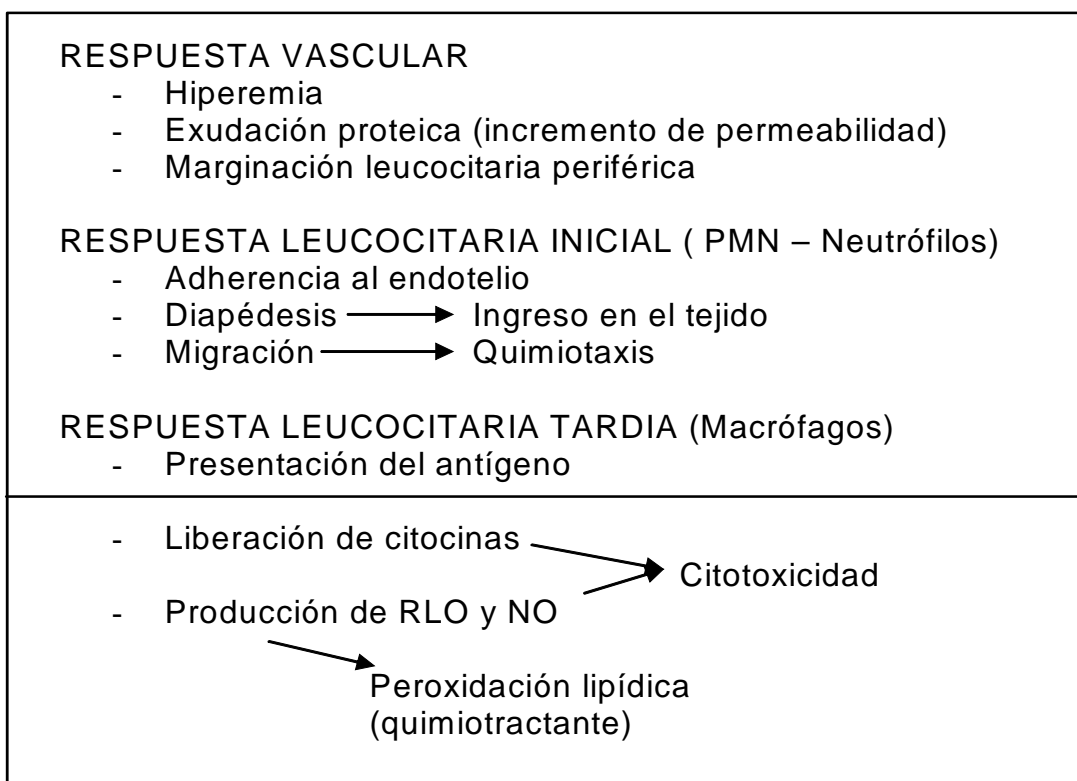 RESPUESTA VASCULAR
- Hiperemia
- Exudación proteica (incremento de permeabilidad)
- Marginación leucocitaria periférica
RESPUESTA LEUCOCITARIA INICIAL ( PMN – Neutrófilos)
- Adherencia al endotelio
- Diapédesis Ingreso en el tejido
- Migración Quimiotaxis
RESPUESTA LEUCOCITARIA TARDIA (Macrófagos)
- Presentación del antígeno
- Liberación de citocinas
Citotoxicidad
- Producción de RLO y NO
Peroxidación lipídica
(quimiotractante)